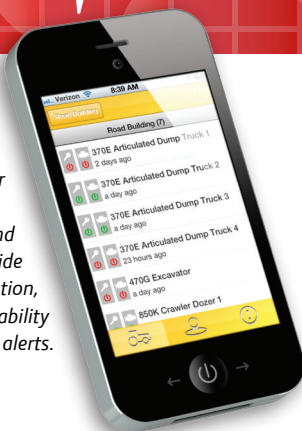 Verizon 8:39 AM
Road Builders
Road Building (7)
370E Articulated Dump Truck 1
2 days ago
370E Articulated Dump Truck 2
a day ago
370E Articulated Dump Truck 3
a day ago
370E Articulated Dump Truck 4
23 hours ago
470G Excavator
a day ago
850K Crawler Dozer 1
r
nd
ide
tion,
ability
alerts.